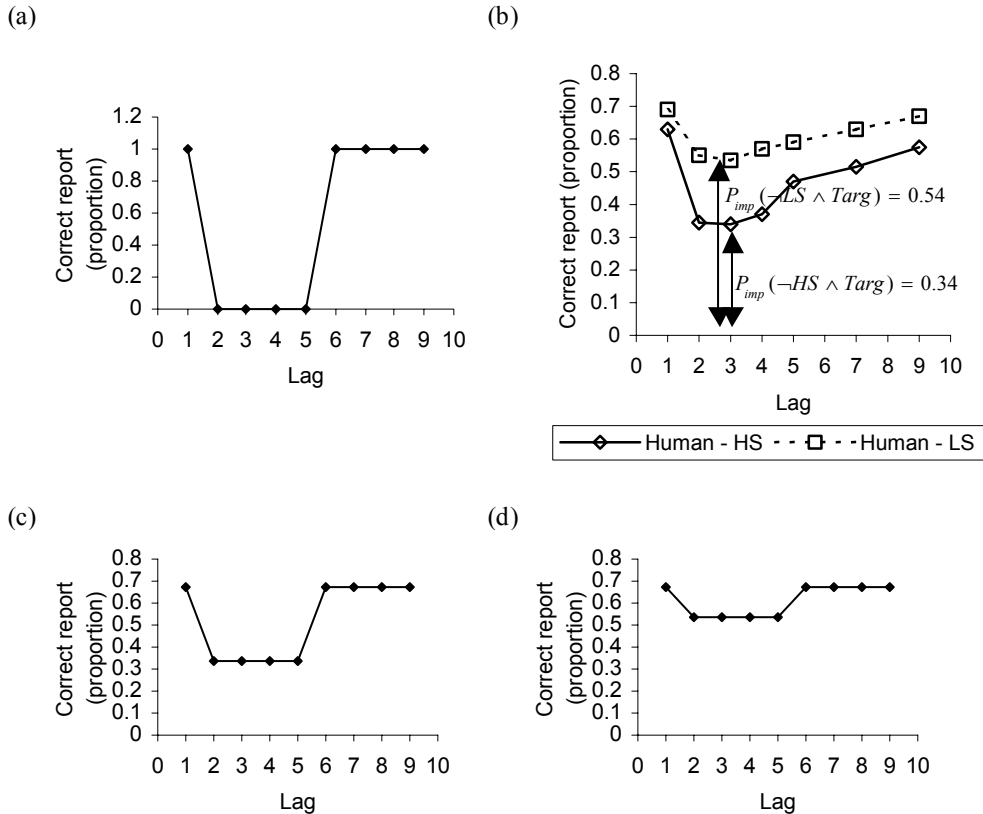 (a)
Correct report
(proportion)
1.2
1
0.8
0.6
0.4
0.2
0
0 1 2 3 4 5 6 7 8 9 10
Lag
(b)
Correct report (proportion)
0.8
0.7
0.6
0.5
0.4
0.3
0.2
0.1
0
P_imp(¬LS ∧ Targ) = 0.54
P_imp(¬HS ∧ Targ) = 0.34
0 1 2 3 4 5 6 7 8 9 10
Lag
Human - HS Human - LS
(c)
Correct report
(proportion)
0.8
0.7
0.6
0.5
0.4
0.3
0.2
0.1
0
0 1 2 3 4 5 6 7 8 9 10
Lag
(d)
Correct report
(proportion)
0.8
0.7
0.6
0.5
0.4
0.3
0.2
0.1
0
0 1 2 3 4 5 6 7 8 9 10
Lag